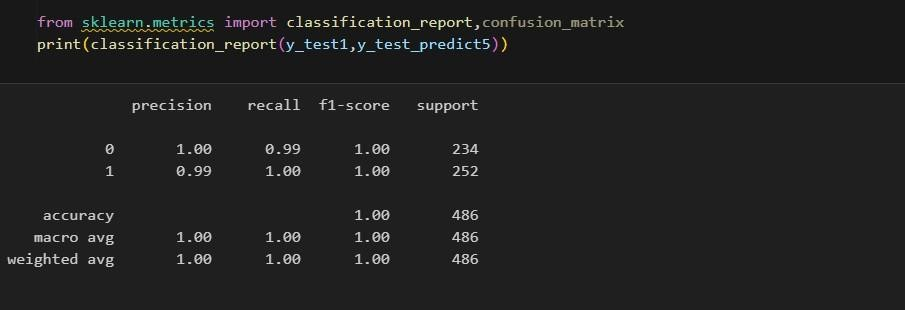 from sklearn.metrics import classification_report,confusion_matrix
print(classification_report(y_test1,y_test_predict5))
precision recall f1-score support
0 1.00 0.99 1.00 234
1 0.99 1.00 1.00 252
accuracy 1.00 486
macro avg 1.00 1.00 1.00 486
weighted avg 1.00 1.00 1.00 486